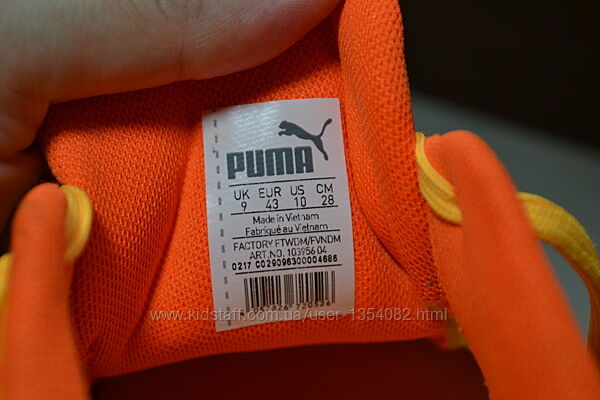 PUMA
UK EUR US CM
9 43 10 28
Made in Vietnam
Fabriqué au Vietnam
FACTORY FTWDM/FVNDM
ART.NO. 103956 04
0217 C029096300004686
www.kidstaff.com.ua/user-1354082.html